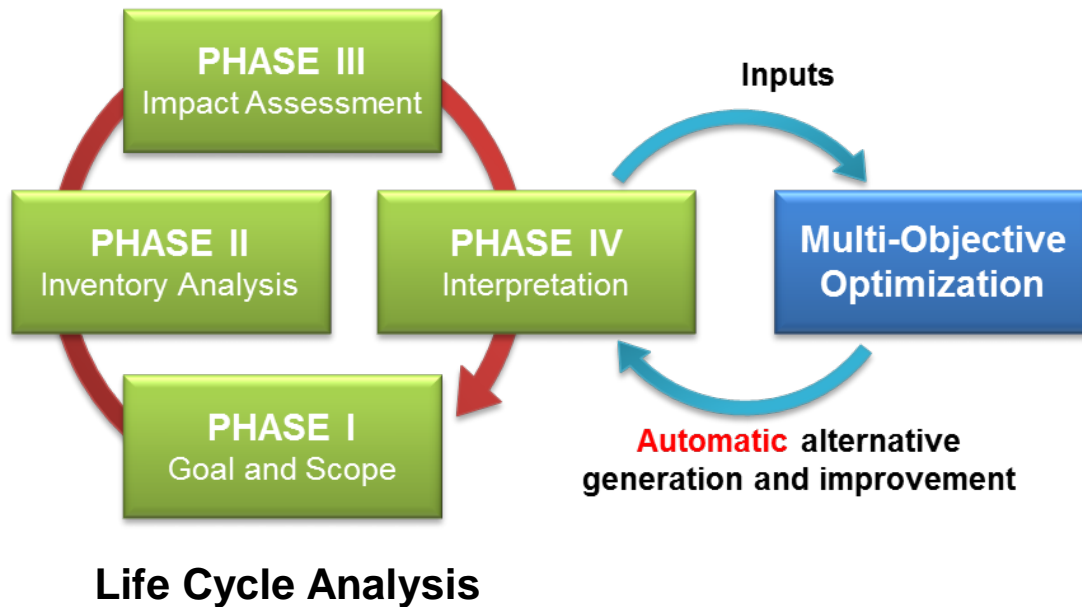 PHASE III
Impact Assessment
PHASE II
Inventory Analysis
PHASE IV
Interpretation
PHASE I
Goal and Scope
Life Cycle Analysis
Inputs
Multi-Objective
Optimization
Automatic alternative
generation and improvement